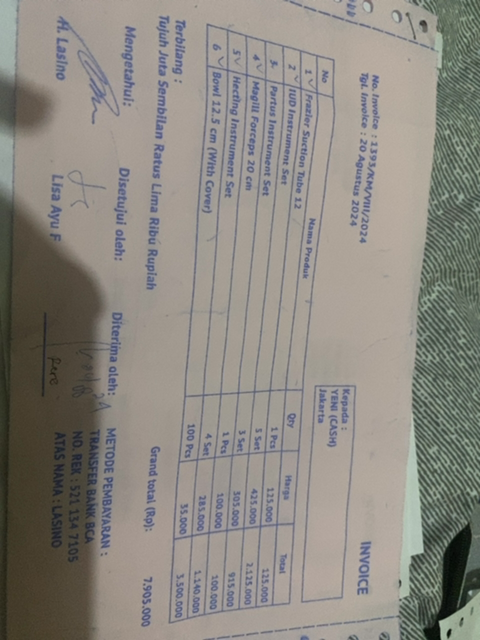 INVOICE
No. Invoice : 1393/KM/VIII/2024
Tgl. Invoice : 20 Agustus 2024
Kepada :
YENI (CASH)
Jakarta
No Nama Produk Qty Harga Total
1 Frazier Suction Tube 12 1 Pcs 125.000 125.000
2 IUD Instrument Set 5 Set 425.000 2.125.000
3. Partus Instrument Set 3 Set 305.000 915.000
4 Magill Forceps 20 cm 1 Pcs 100.000 100.000
5 Hecting Instrument Set 4 Set 285.000 1.140.000
6 Bowl 12.5 cm (With Cover) 100 Pcs 35.000 3.500.000
Grand total (Rp): 7.905.000
Terbilang :
Tujuh Juta Sembilan Ratus Lima Ribu Rupiah
Mengetahui: Disetujui oleh: Diterima oleh:
H. Lasino Lisa Ayu F
METODE PEMBAYARAN :
TRANSFER BANK BCA
NO. REK : 521 134 7105
ATAS NAMA : LASINO